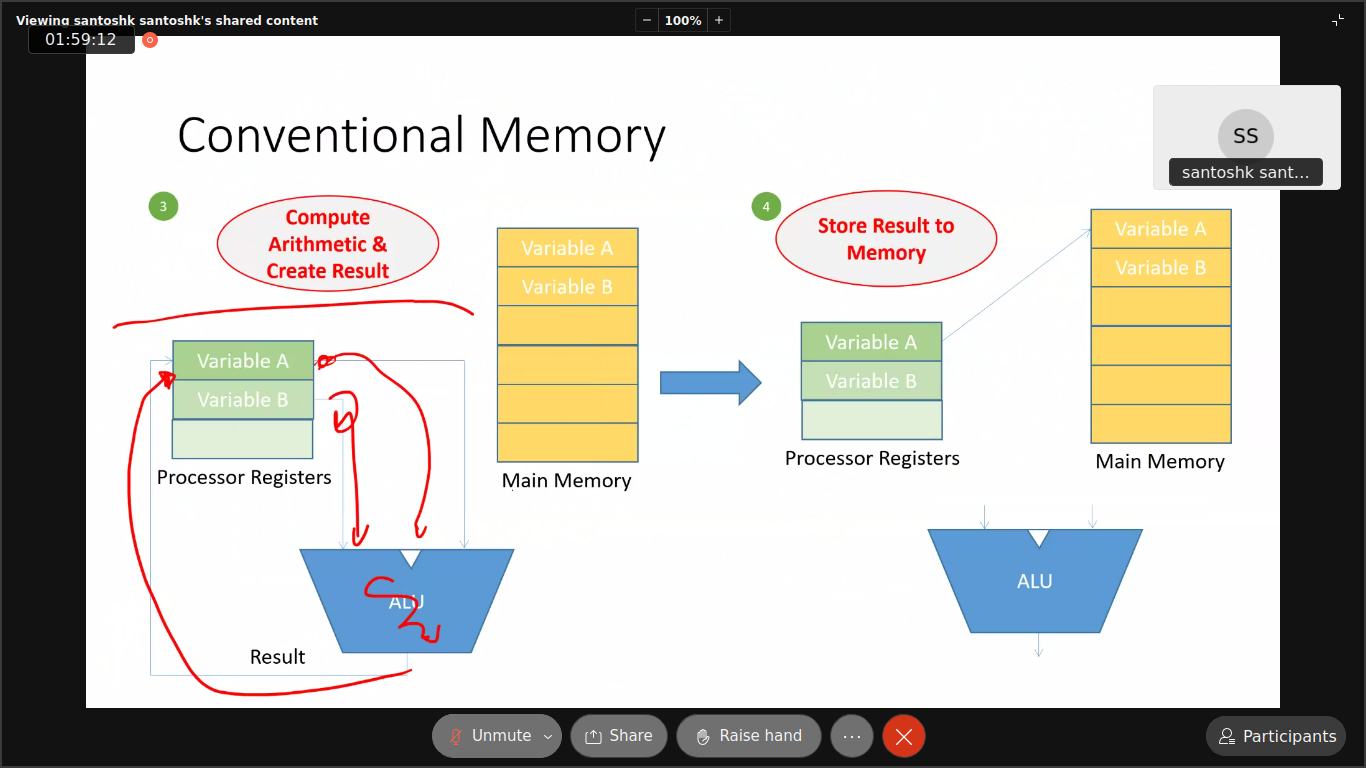 Viewing santoshk santoshk's shared content
− 100% +
01:59:12
SS
santoshk sant...
Conventional Memory
3
Compute
Arithmetic &
Create Result
Variable A
Variable B
Variable A
Variable B
Processor Registers
Main Memory
ALU
Result
4
Store Result to
Memory
Variable A
Variable B
Variable A
Variable B
Processor Registers
Main Memory
ALU
Unmute
Share
Raise hand
...
Participants